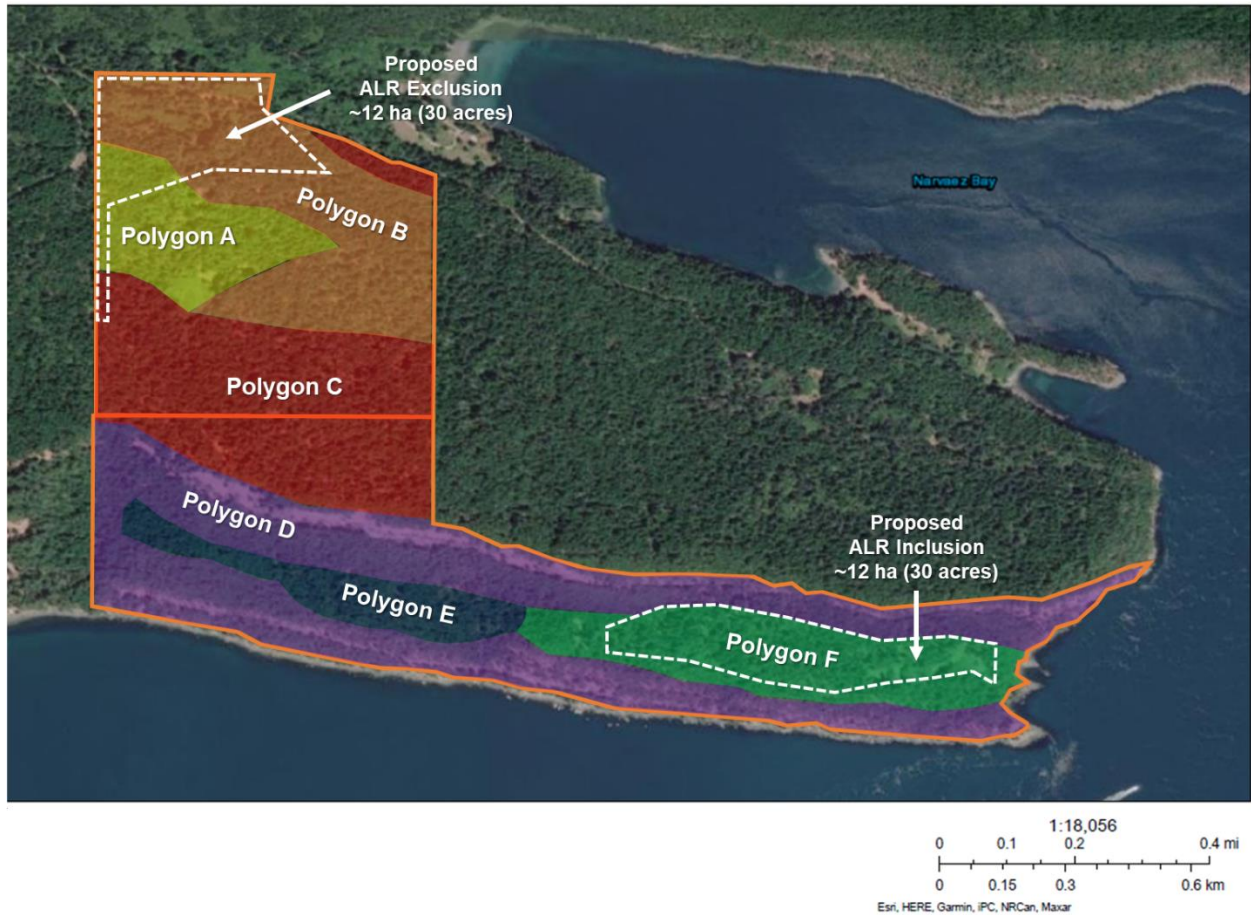 Proposed
ALR Exclusion
~12 ha (30 acres)
Narvaez Bay
Polygon B
Polygon A
Polygon C
Polygon D
Proposed
ALR Inclusion
~12 ha (30 acres)
Polygon E
Polygon F
1:18,056
0 0.1 0.2 0.4 mi
0 0.15 0.3 0.6 km
Esri, HERE, Garmin, iPC, NRCan, Maxar